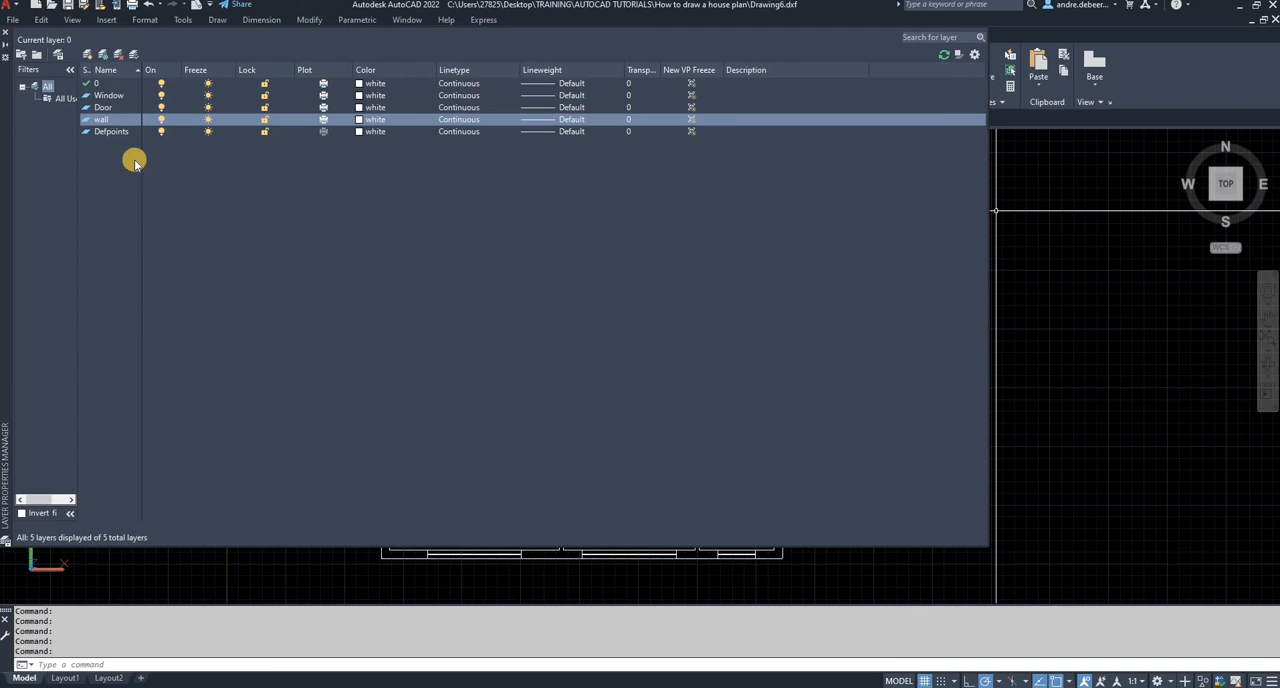 Share
Autodesk AutoCAD 2022 C:\Users\27825\Desktop\TRAINING\AUTOCAD TUTORIALS\How to draw a house plan\Drawing6.dxf
Type a keyword or phrase
andre.debeer...
File Edit View Insert Format Tools Draw Dimension Modify Parametric Window Help Express
Current layer: 0
Search for layer
Filters
S.. Name On Freeze Lock Plot Color Linetype Lineweight Transp... New VP Freeze Description
All
All Use
0 white Continuous Default 0
Window white Continuous Default 0
Door white Continuous Default 0
wall white Continuous Default 0
Defpoints white Continuous Default 0
Paste
Base
Clipboard
View
N
W TOP E
S
WCS
LAYER PROPERTIES MANAGER
Invert fi
All: 5 layers displayed of 5 total layers
X
Command:
Command:
Command:
Command:
Command:
Type a command
Model Layout1 Layout2 +
MODEL
1:1